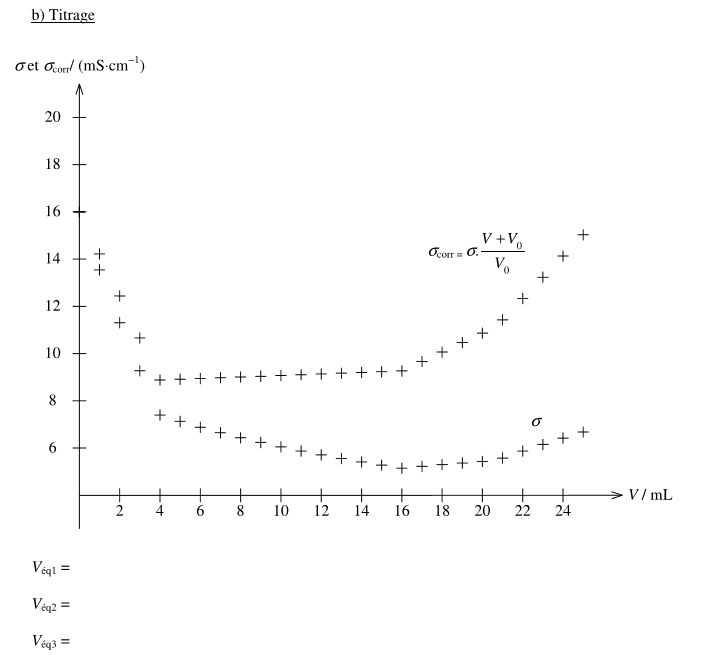 b) Titrage
σ et σcorr/ (mS·cm⁻¹)
20
18
16
14
12
10
8
6
σcorr = σ. (V + V₀) / V₀
σ
2 4 6 8 10 12 14 16 18 20 22 24 V / mL
Véq1 =
Véq2 =
Véq3 =